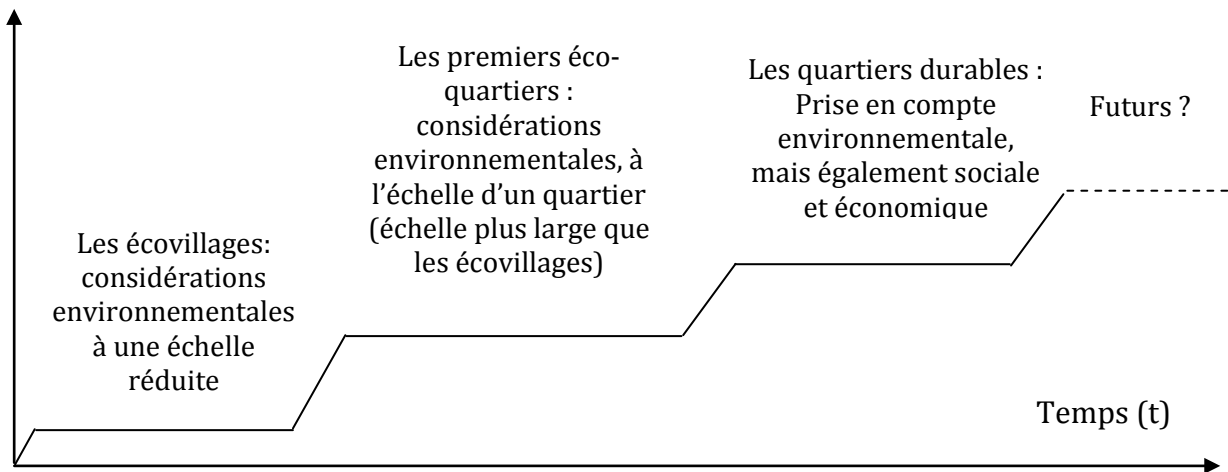 Les écovillages:
considérations
environnementales
à une échelle
réduite
Les premiers éco-
quartiers :
considérations
environnementales, à
l'échelle d'un quartier
(échelle plus large que
les écovillages)
Les quartiers durables :
Prise en compte
environnementale,
mais également sociale
et économique
Futurs ?
Temps (t)